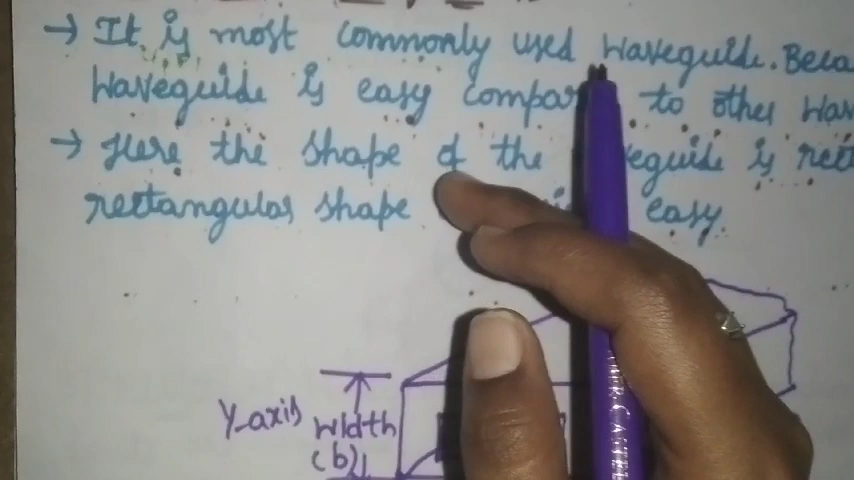 → It is most commonly used waveguide. Beca
Waveguide is easy compar to other wav
→ Here the shape of the eguide is rect
rectangular shape easy.
Y-axis
width
(b)